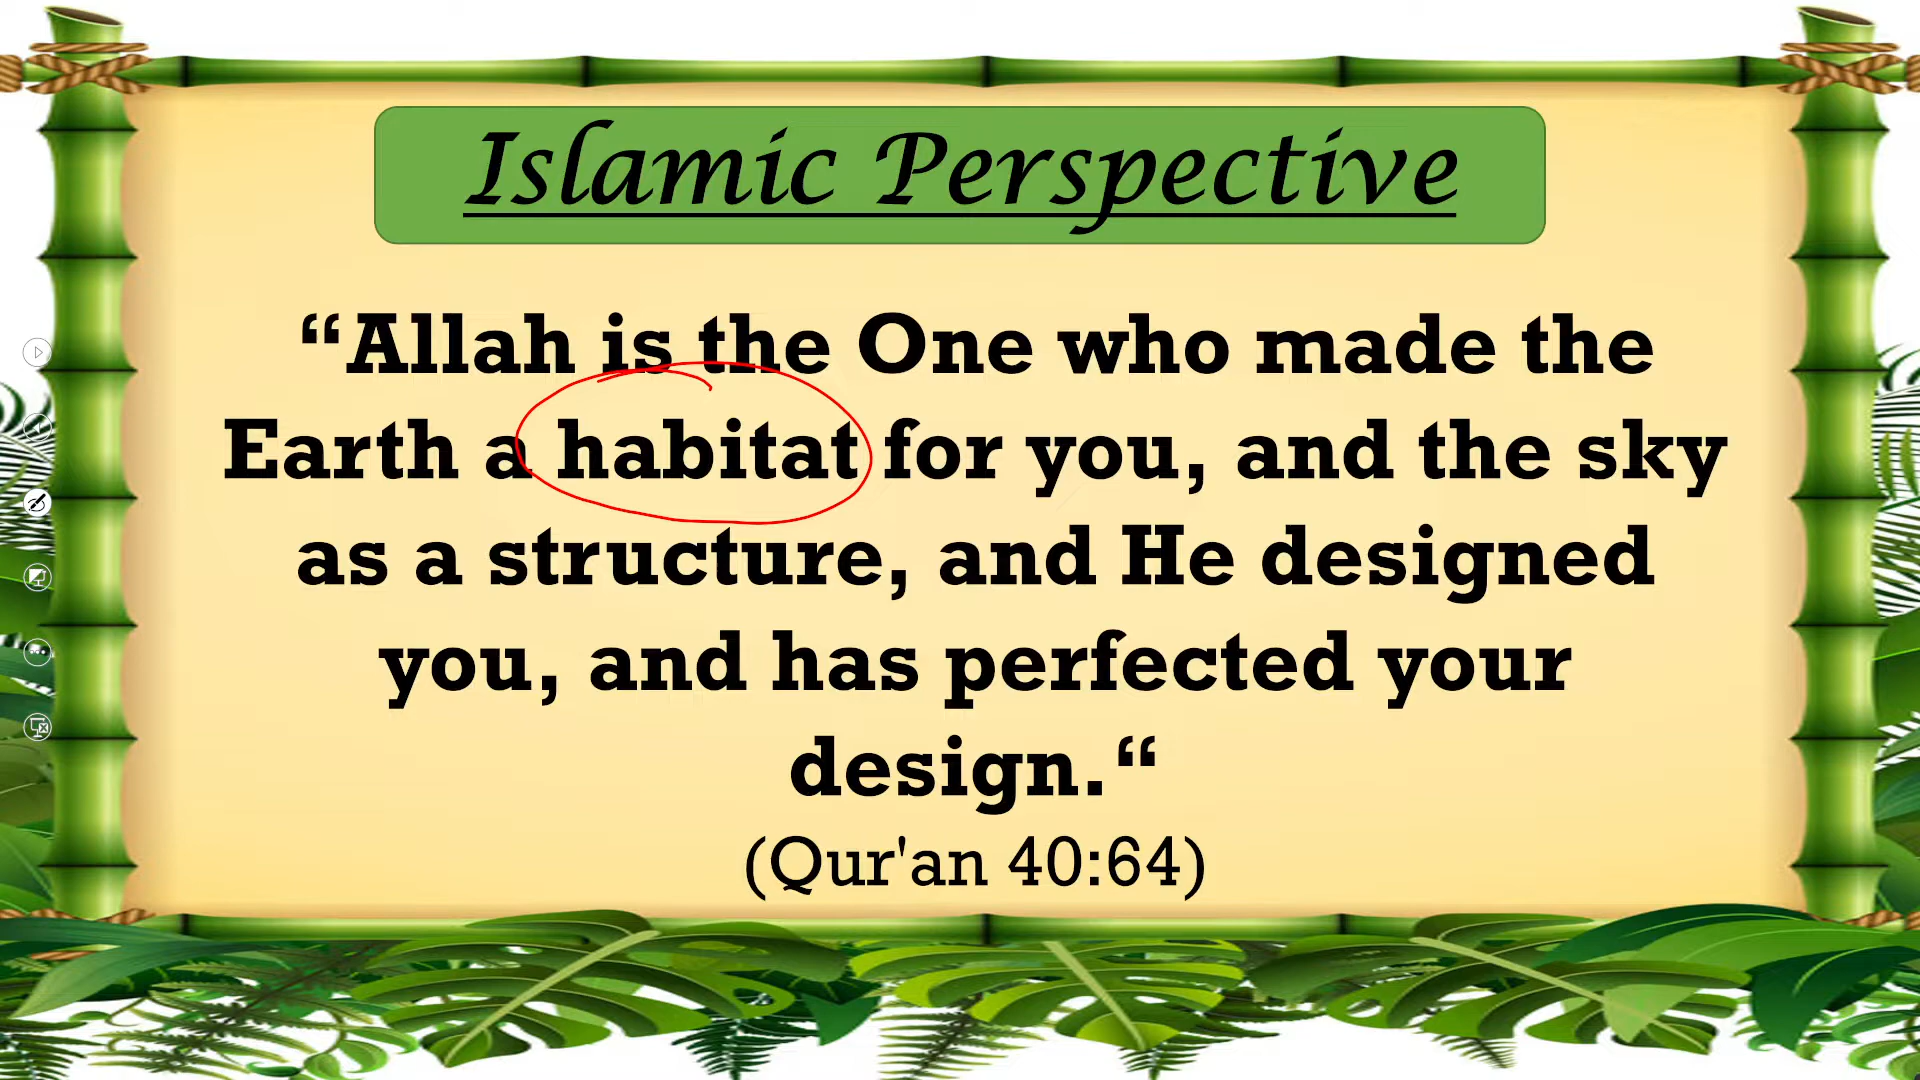 Islamic Perspective
“Allah is the One who made the
Earth a habitat for you, and the sky
as a structure, and He designed
you, and has perfected your
design.“
(Qur'an 40:64)